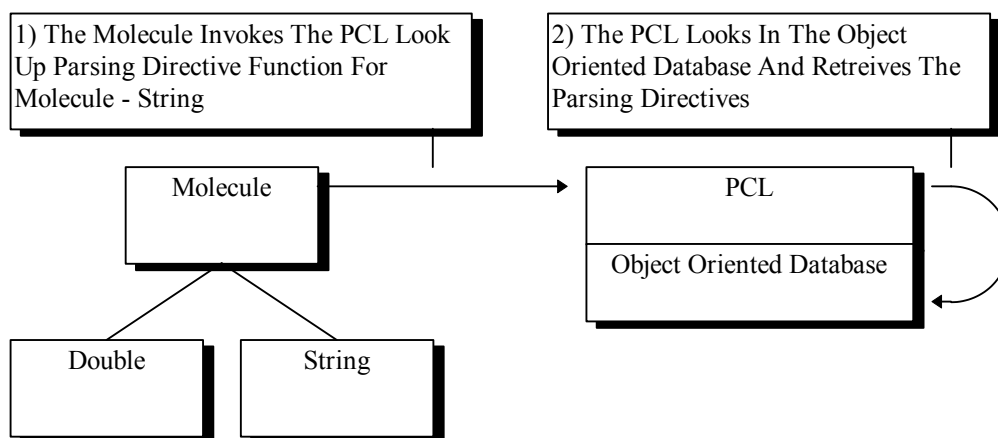 1) The Molecule Invokes The PCL Look
Up Parsing Directive Function For
Molecule - String
2) The PCL Looks In The Object
Oriented Database And Retreives The
Parsing Directives
Molecule
PCL
Object Oriented Database
Double
String